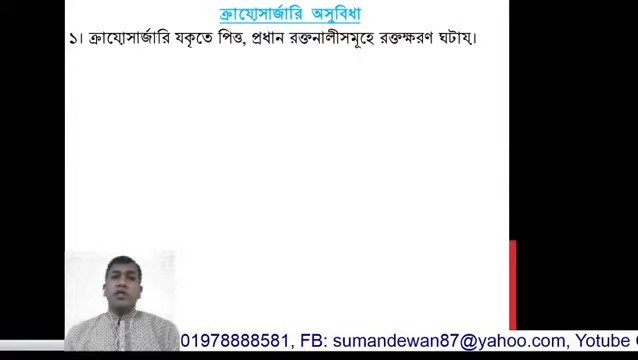 ক্রায়োসার্জারি অসুবিধা
১। ক্রায়োসার্জারি যকৃতে পিত্ত, প্রধান রক্তনালীসমূহে রক্তক্ষরণ ঘটায়।
01978888581, FB: sumandewan87@yahoo.com, Yotube